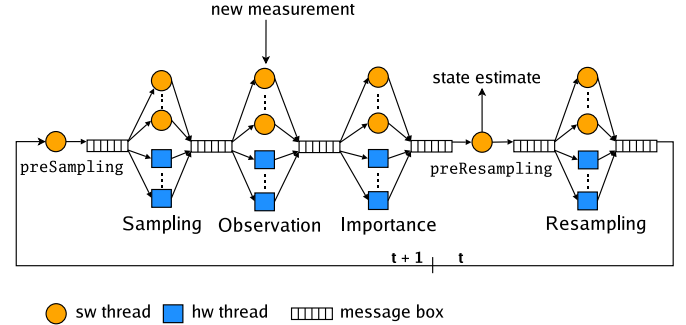 new measurement
state estimate
preSampling
preResampling
Sampling
Observation
Importance
Resampling
t + 1
t
sw thread
hw thread
message box